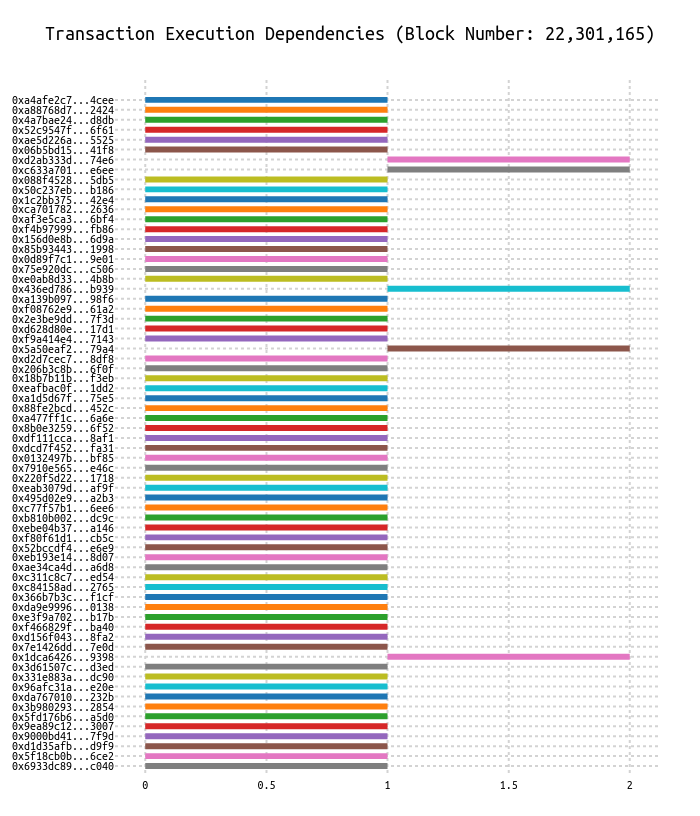 Transaction Execution Dependencies (Block Number: 22,301,165)
0xa4afe2c7...4cee
0xa88768d7...2424
0x4a7bae24...d8db
0x52c9547f...6f61
0xae5d226a...5525
0x06b5bd15...41f8
0xd2ab333d...74e6
0xc633a701...e6ee
0x088f4528...5db5
0x50c237eb...b186
0x1c2bb375...42e4
0xca701782...2636
0xaf3e5ca3...6bf4
0xf4b97999...fb86
0x156d0e8b...6d9a
0x85b93443...1998
0x0d89f7c1...9e01
0x75e920dc...c506
0xe0ab8d33...4b8b
0x436ed786...b939
0xa139b097...98f6
0xf08762e9...61a2
0x2e3be9dd...7f3d
0xd628d80e...17d1
0xf9a414e4...7143
0x5a50eaf2...79a4
0xd2d7cec7...8df8
0x206b3c8b...6f0f
0x18b7b11b...f3eb
0xeafbac0f...1dd2
0xa1d5d67f...75e5
0x88fe2bcd...452c
0xa477ff1c...6a6e
0x8b0e3259...6f52
0xdf111cca...8af1
0xdcd7f452...fa31
0x0132497b...bf85
0x7910e565...e46c
0x220f5d22...1718
0xeab3079d...af9f
0x495d02e9...a2b3
0xc77f57b1...6ee6
0xb810b002...dc9c
0xebe04b37...a146
0xf80f61d1...cb5c
0x52bccdf4...e6e9
0xeb193e14...8d07
0xae34ca4d...a6d8
0xc311c8c7...ed54
0xc84158ad...2765
0x366b7b3c...f1cf
0xda9e9996...0138
0xe3f9a702...b17b
0xf466829f...ba40
0xd156f043...8fa2
0x7e1426dd...7e0d
0x1dca6426...9398
0x3d61507c...d3ed
0x331e883a...dc90
0x96afc31a...e20e
0xda767010...232b
0x3b980293...2854
0x5fd176b6...a5d0
0x9ea89c12...3007
0x9000bd41...7f9d
0xd1d35afb...d9f9
0x5f18cb0b...6ce2
0x6933dc89...c040
0 0.5 1 1.5 2